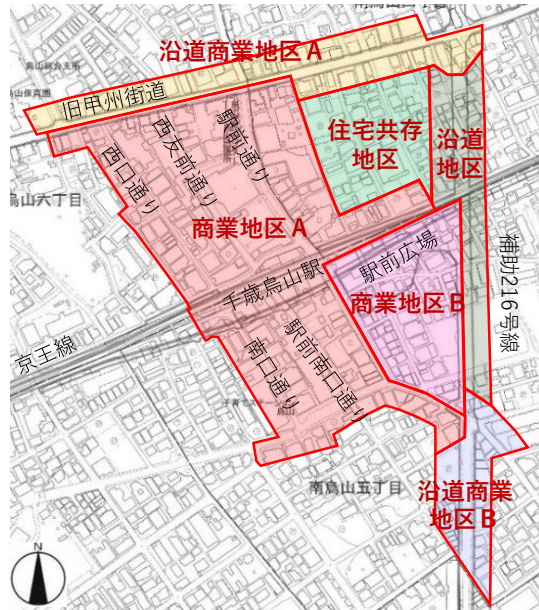 沿道商業地区A
旧甲州街道
駅前通り
西友前通り
西口通り
住宅共存
地区
沿道
地区
烏山六丁目
商業地区A
駅前広場
補助216号線
千歳烏山駅
商業地区B
京王線
駅前南口通り
南口通り
烏山
南烏山五丁目
沿道商業
地区B
N